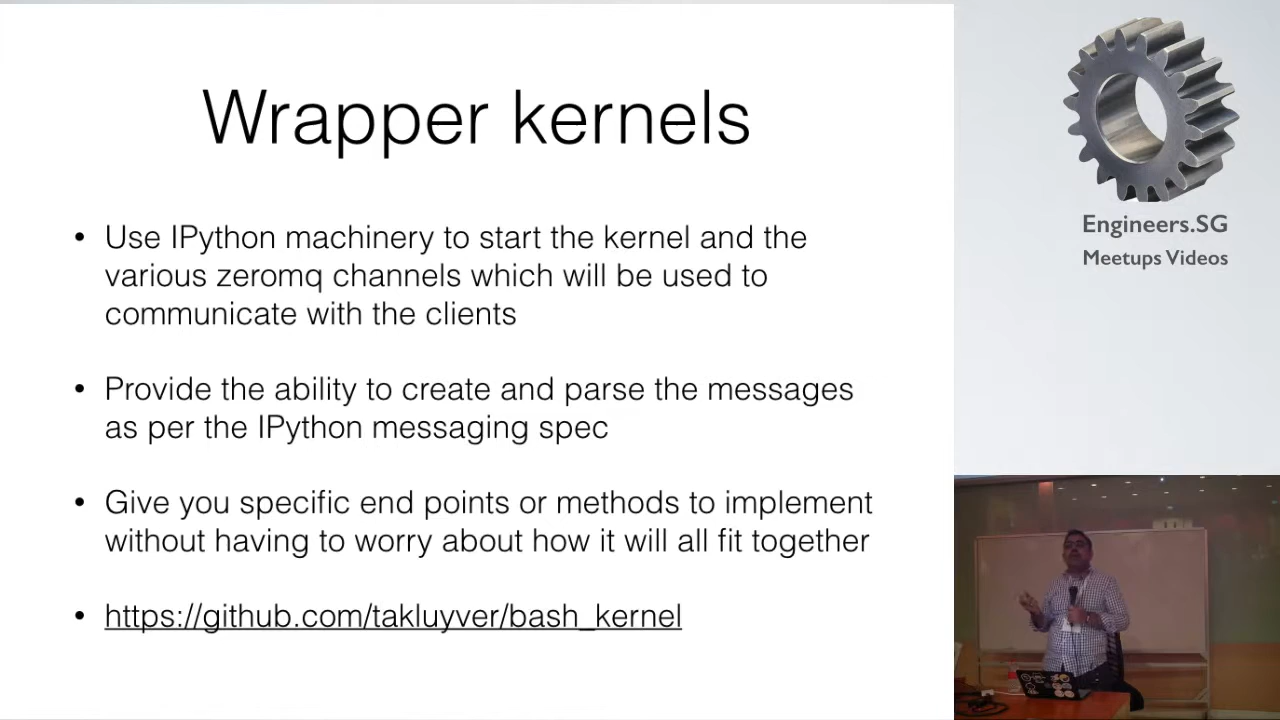 Wrapper kernels
• Use IPython machinery to start the kernel and the
various zeromq channels which will be used to
communicate with the clients
• Provide the ability to create and parse the messages
as per the IPython messaging spec
• Give you specific end points or methods to implement
without having to worry about how it will all fit together
• https://github.com/takluyver/bash_kernel
Engineers.SG
Meetups Videos